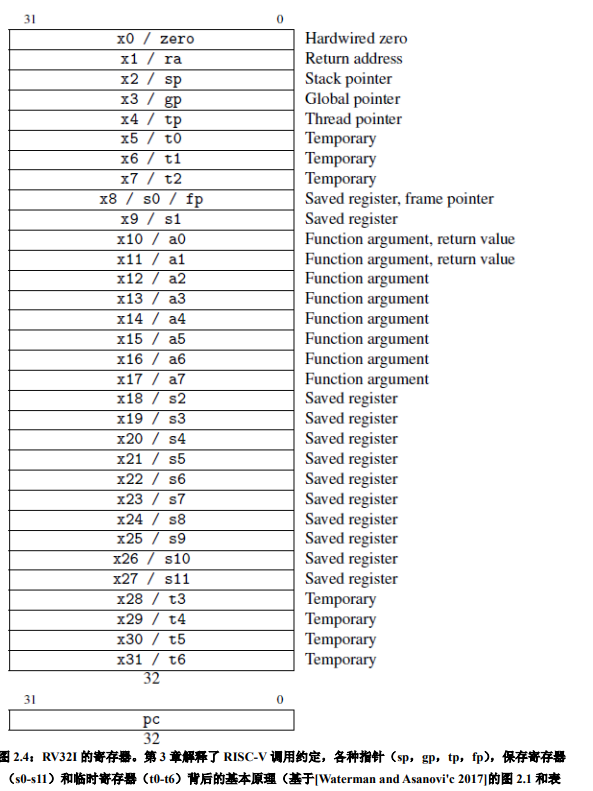 31 0
x0 / zero Hardwired zero
x1 / ra Return address
x2 / sp Stack pointer
x3 / gp Global pointer
x4 / tp Thread pointer
x5 / t0 Temporary
x6 / t1 Temporary
x7 / t2 Temporary
x8 / s0 / fp Saved register, frame pointer
x9 / s1 Saved register
x10 / a0 Function argument, return value
x11 / a1 Function argument, return value
x12 / a2 Function argument
x13 / a3 Function argument
x14 / a4 Function argument
x15 / a5 Function argument
x16 / a6 Function argument
x17 / a7 Function argument
x18 / s2 Saved register
x19 / s3 Saved register
x20 / s4 Saved register
x21 / s5 Saved register
x22 / s6 Saved register
x23 / s7 Saved register
x24 / s8 Saved register
x25 / s9 Saved register
x26 / s10 Saved register
x27 / s11 Saved register
x28 / t3 Temporary
x29 / t4 Temporary
x30 / t5 Temporary
x31 / t6 Temporary
32
31 0
pc
32
图 2.4：RV32I 的寄存器。第 3 章解释了 RISC-V 调用约定，各种指针（sp，gp，tp，fp），保存寄存器
（s0-s11）和临时寄存器（t0-t6）背后的基本原理（基于[Waterman and Asanovi'c 2017]的图 2.1 和表